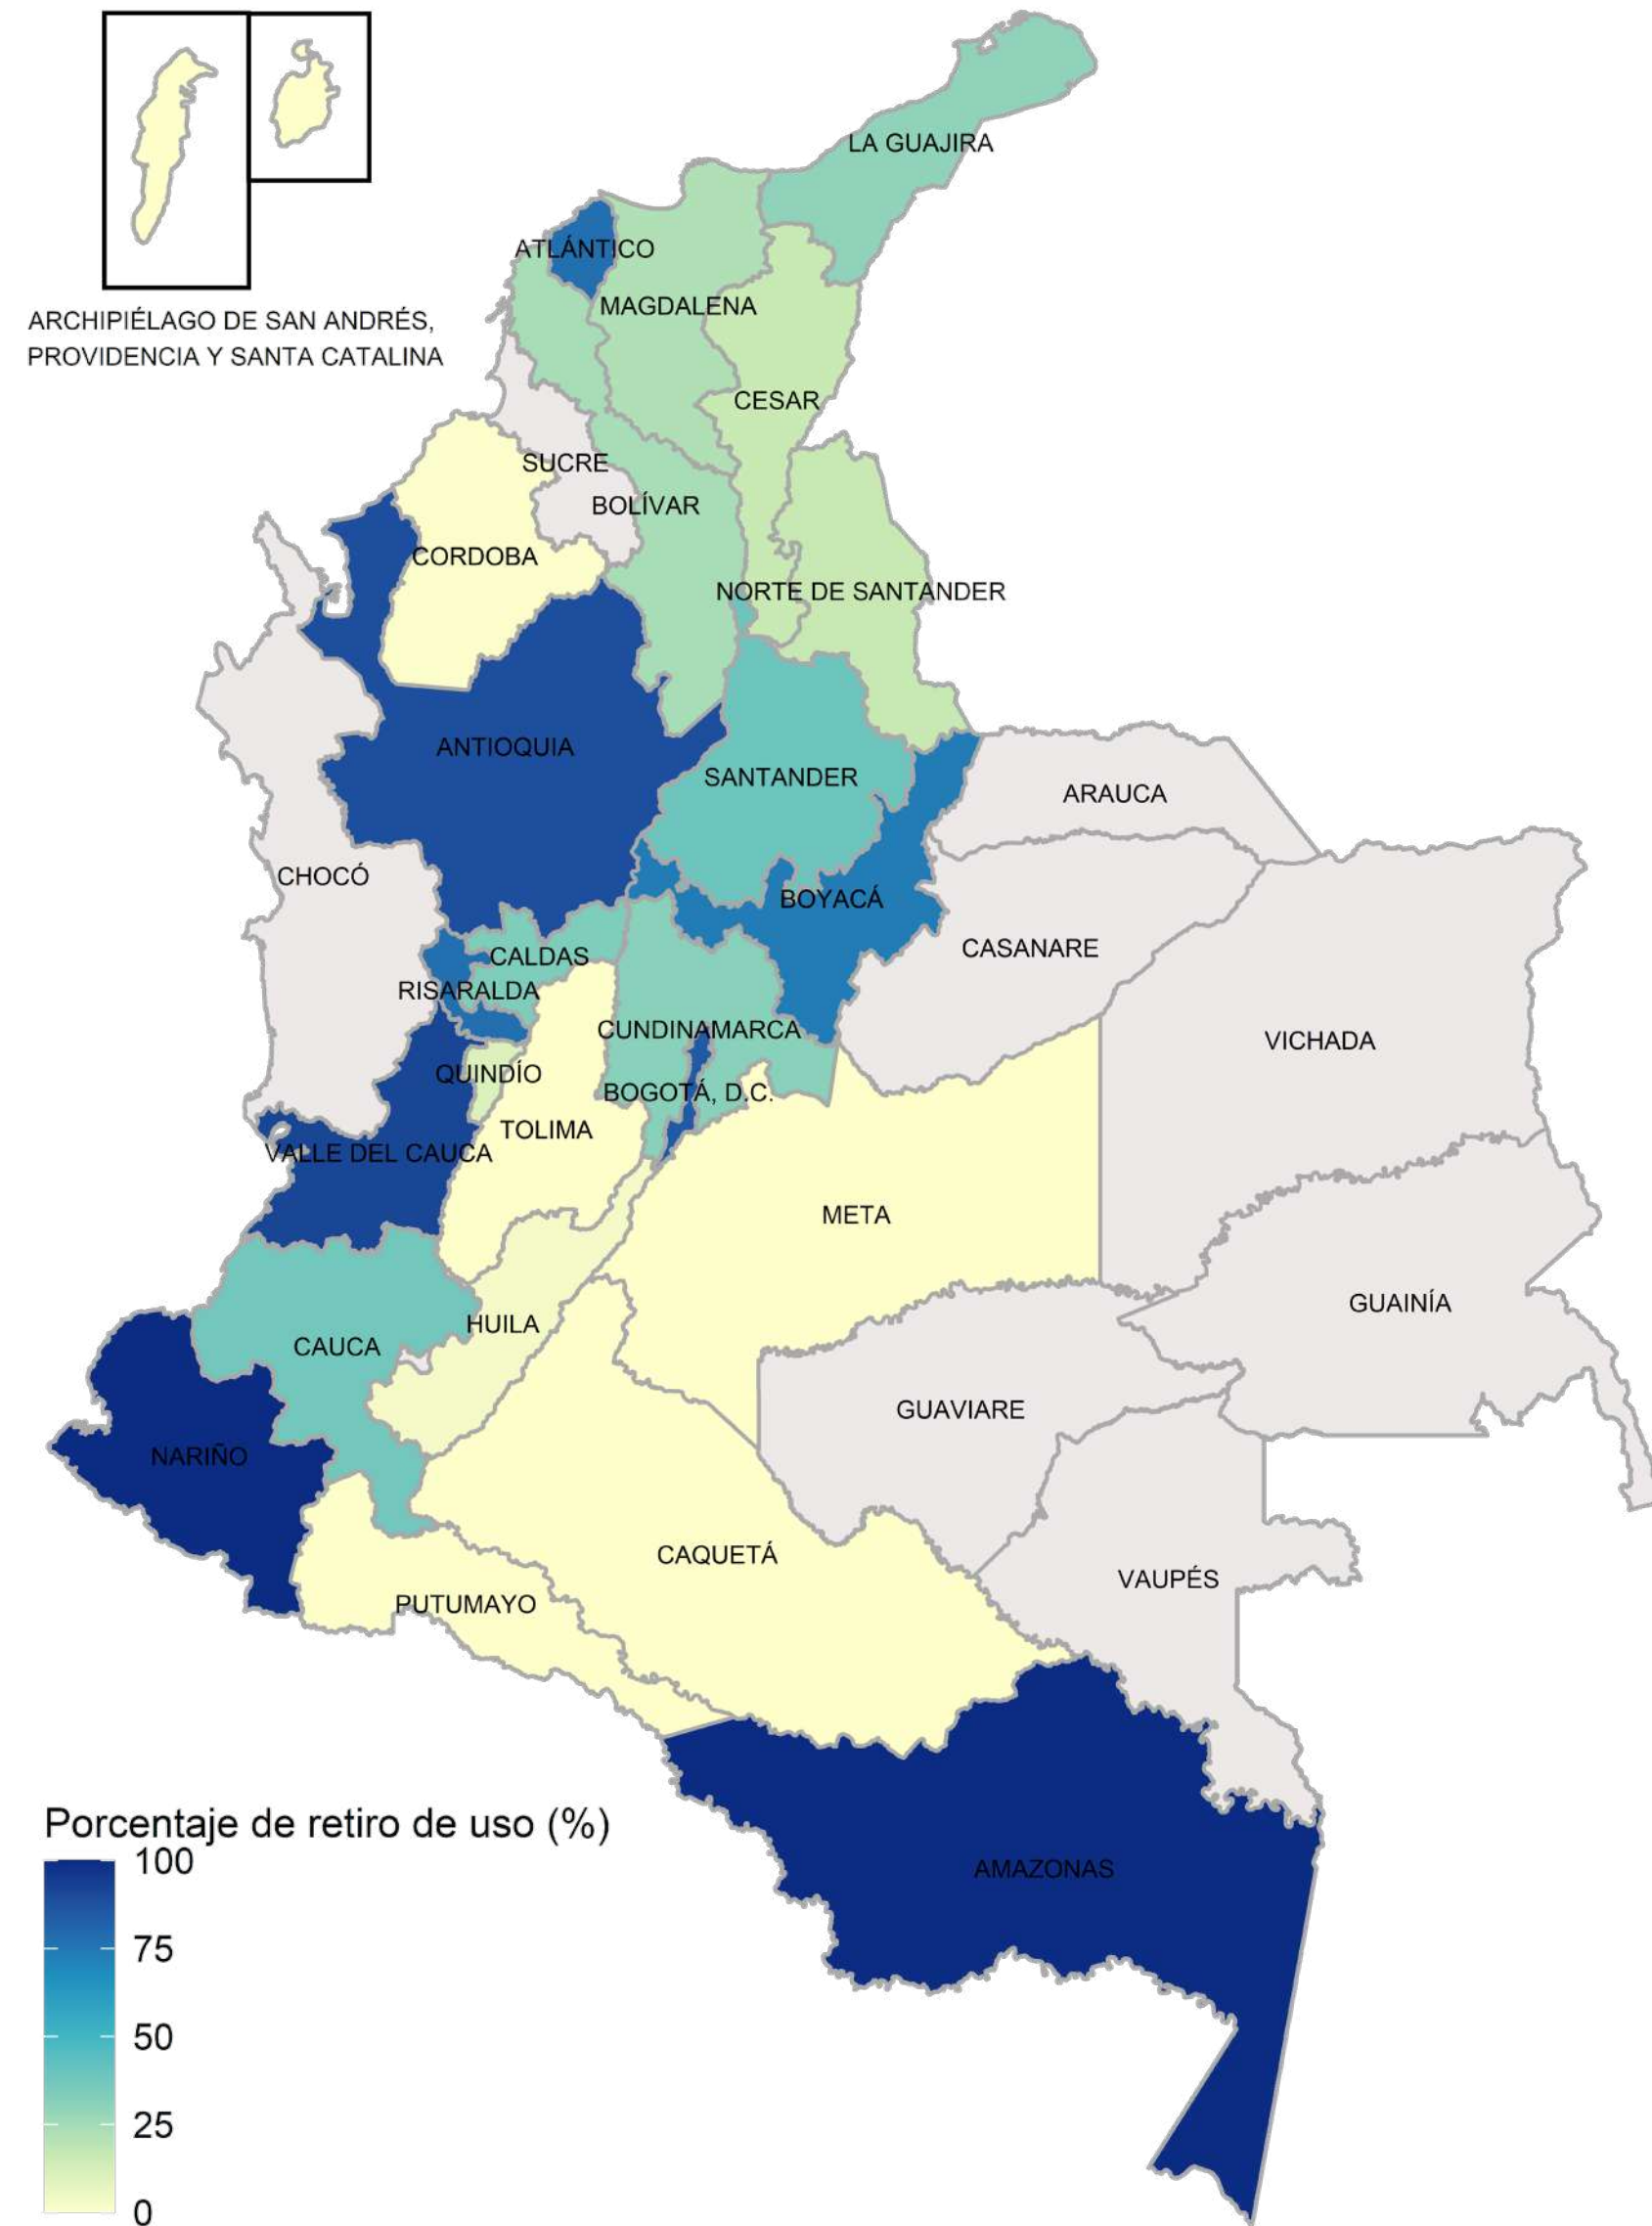 LA GUAJIRA
ATLÁNTICO
MAGDALENA
ARCHIPIÉLAGO DE SAN ANDRÉS,
PROVIDENCIA Y SANTA CATALINA
CESAR
SUCRE
BOLÍVAR
CORDOBA
NORTE DE SANTANDER
ANTIOQUIA
SANTANDER
ARAUCA
CHOCÓ
BOYACÁ
CASANARE
CALDAS
RISARALDA
CUNDINAMARCA
VICHADA
QUINDÍO
BOGOTÁ, D.C.
TOLIMA
VALLE DEL CAUCA
META
GUAINÍA
HUILA
CAUCA
GUAVIARE
NARIÑO
CAQUETÁ
VAUPÉS
PUTUMAYO
AMAZONAS
Porcentaje de retiro de uso (%)
100
75
50
25
0